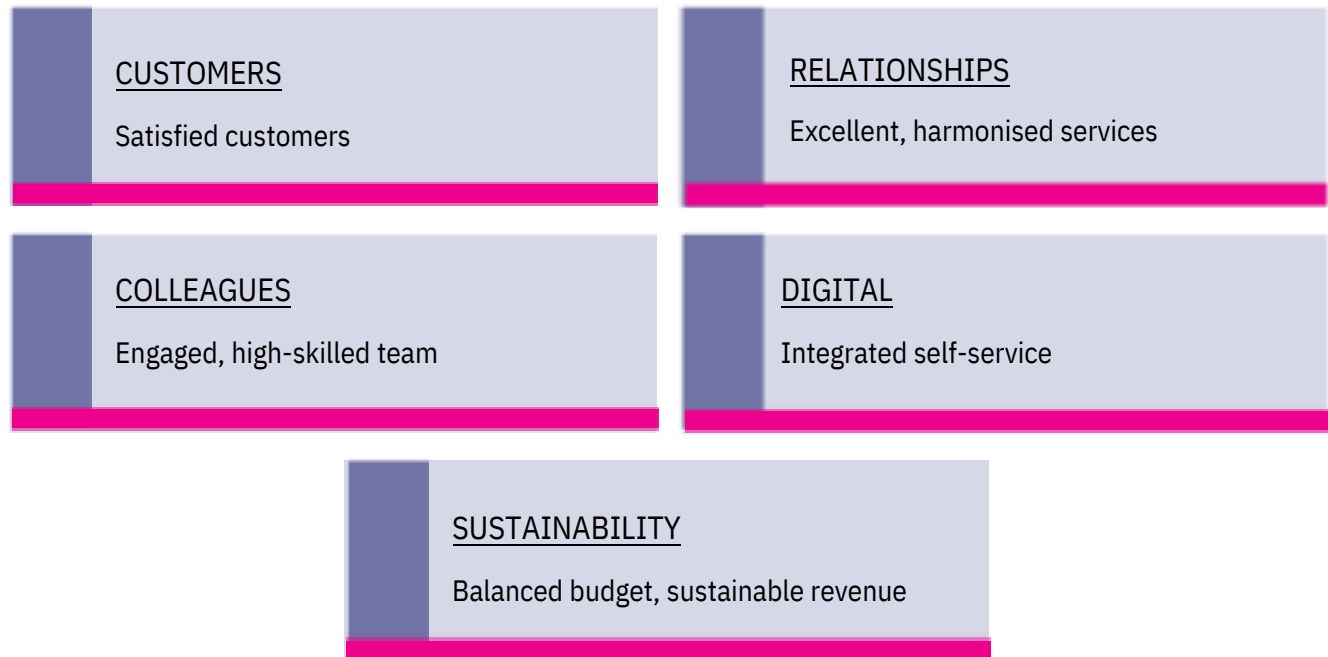 CUSTOMERS
Satisfied customers
RELATIONSHIPS
Excellent, harmonised services
COLLEAGUES
Engaged, high-skilled team
DIGITAL
Integrated self-service
SUSTAINABILITY
Balanced budget, sustainable revenue